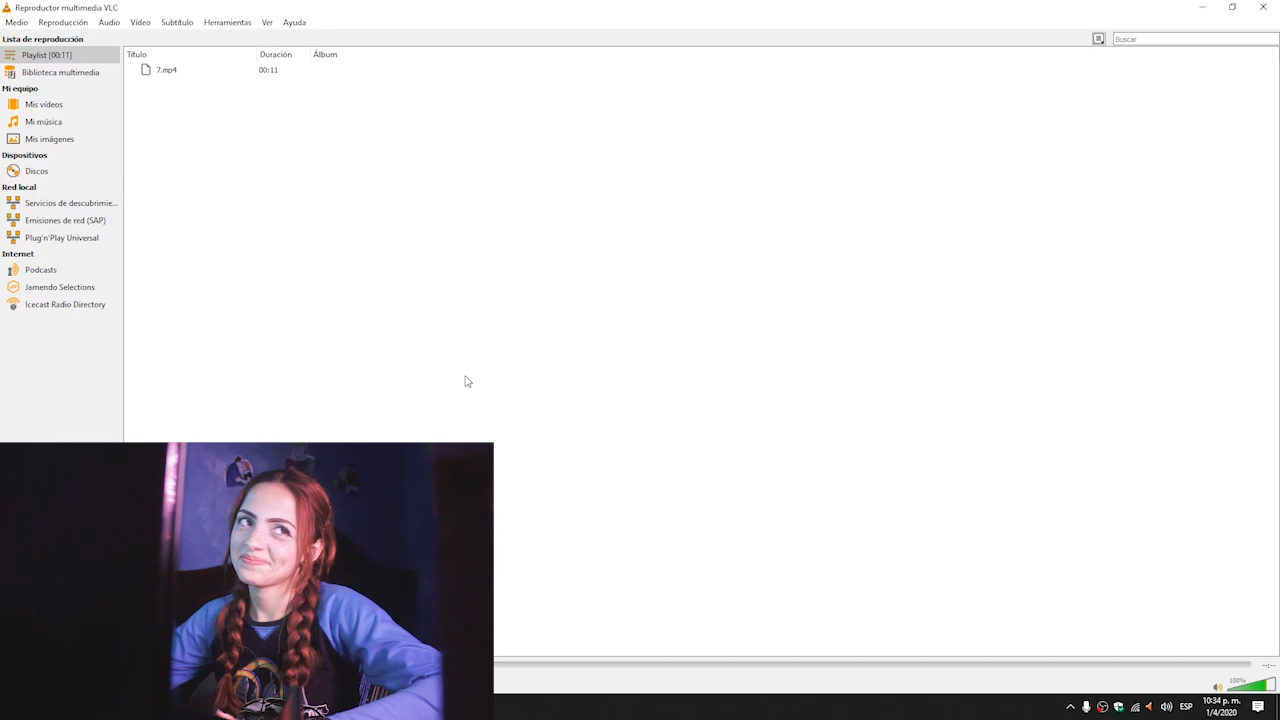 Reproductor multimedia VLC
Medio Reproducción Audio Vídeo Subtítulo Herramientas Ver Ayuda
Lista de reproducción
Buscar
Playlist [00:11]
Título Duración Álbum
7.mp4 00:11
Biblioteca multimedia
Mi equipo
Mis vídeos
Mi música
Mis imágenes
Dispositivos
Discos
Red local
Servicios de descubrimie...
Emisiones de red (SAP)
Plug'n'Play Universal
Internet
Podcasts
Jamendo Selections
Icecast Radio Directory
--:--
100%
ESP
10:34 p. m.
1/4/2020